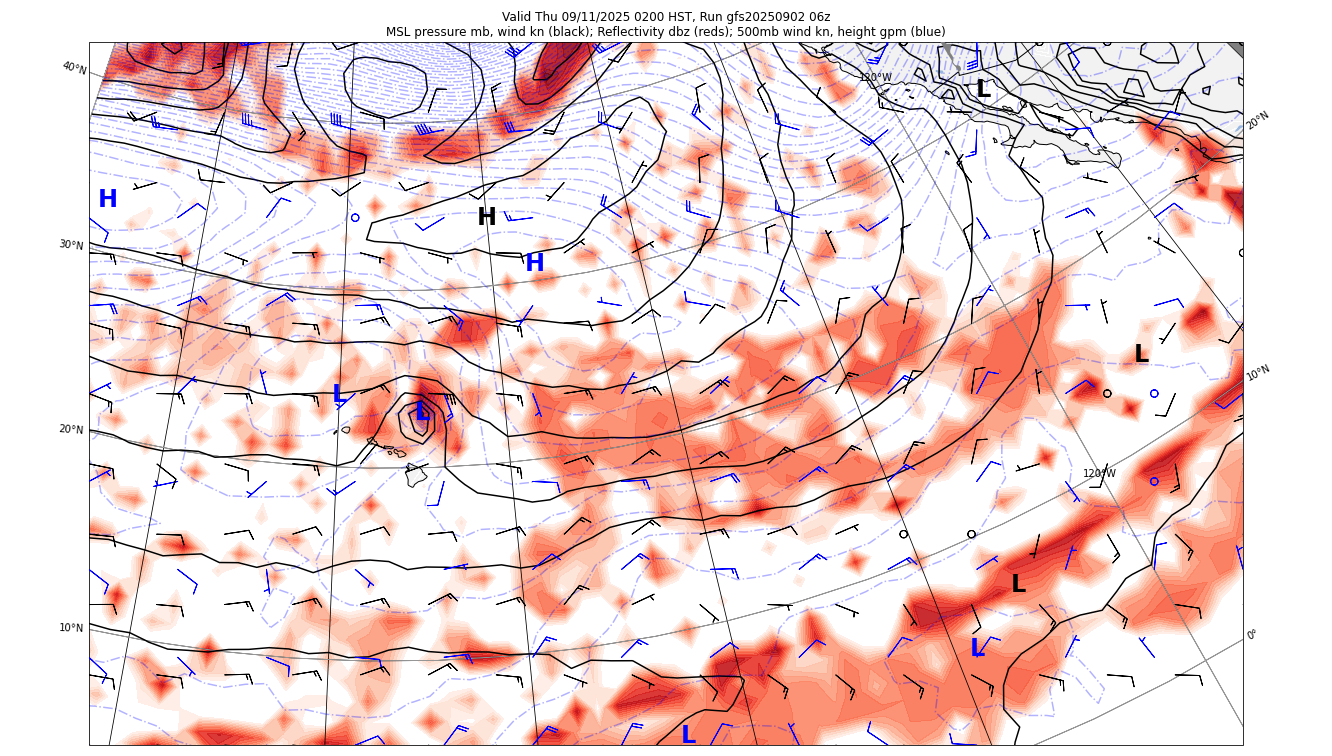 Valid Thu 09/11/2025 0200 HST, Run gfs20250902 06z
MSL pressure mb, wind kn (black); Reflectivity dbz (reds); 500mb wind kn, height gpm (blue)
40°N
120°W
L
20°N
H
H
30°N
H
L
10°N
L
L
20°N
120°W
L
10°N
L
0°
L